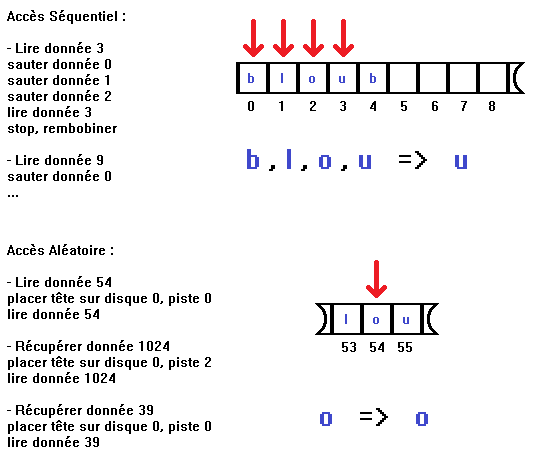 Accès Séquentiel :
- Lire donnée 3
sauter donnée 0
sauter donnée 1
sauter donnée 2
lire donnée 3
stop, rembobiner
- Lire donnée 9
sauter donnée 0
...
b l o u b
0 1 2 3 4 5 6 7 8
b , l , o , u => u
Accès Aléatoire :
- Lire donnée 54
placer tête sur disque 0, piste 0
lire donnée 54
- Récupérer donnée 1024
placer tête sur disque 0, piste 2
lire donnée 1024
- Récupérer donnée 39
placer tête sur disque 0, piste 0
lire donnée 39
l o u
53 54 55
o => o